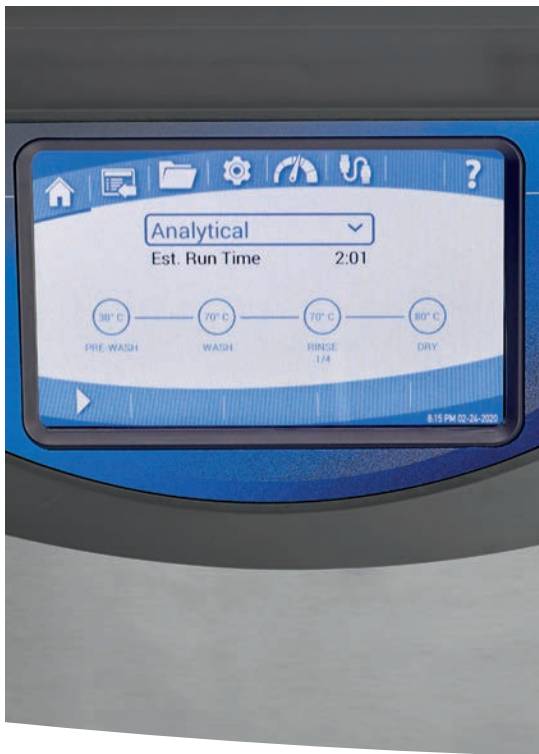 ?
Analytical
Est. Run Time 2:01
38° C 70° C 70° C 80° C
PRE-WASH WASH RINSE DRY
1/4
8:15 PM 02-24-2020